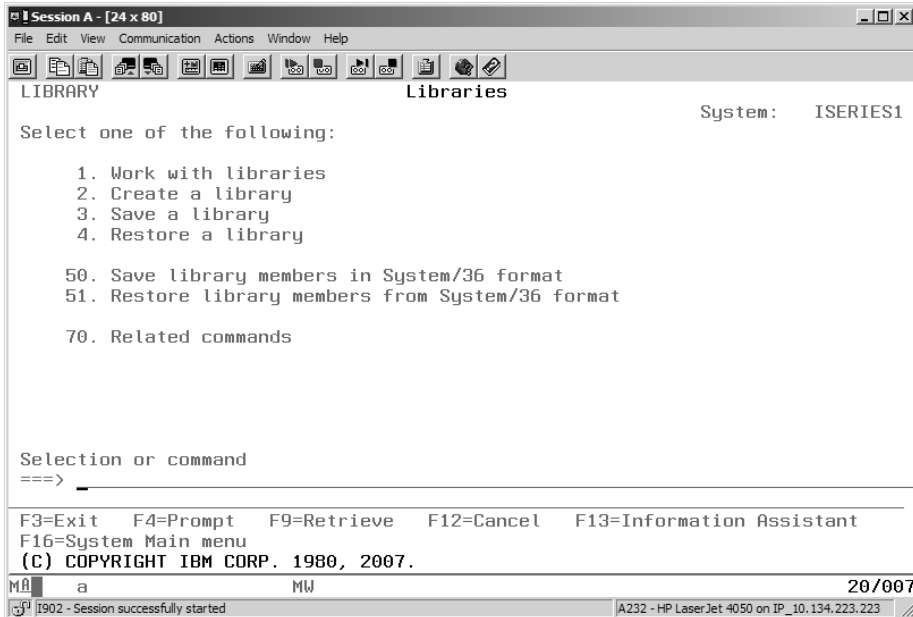 Session A - [24 x 80]
File Edit View Communication Actions Window Help
LIBRARY Libraries
System: ISERIES1
Select one of the following:
1. Work with libraries
2. Create a library
3. Save a library
4. Restore a library
50. Save library members in System/36 format
51. Restore library members from System/36 format
70. Related commands
Selection or command
===>
F3=Exit F4=Prompt F9=Retrieve F12=Cancel F13=Information Assistant
F16=System Main menu
(C) COPYRIGHT IBM CORP. 1980, 2007.
MA a MW 20/007
I902 - Session successfully started A232 - HP LaserJet 4050 on IP_10.134.223.223